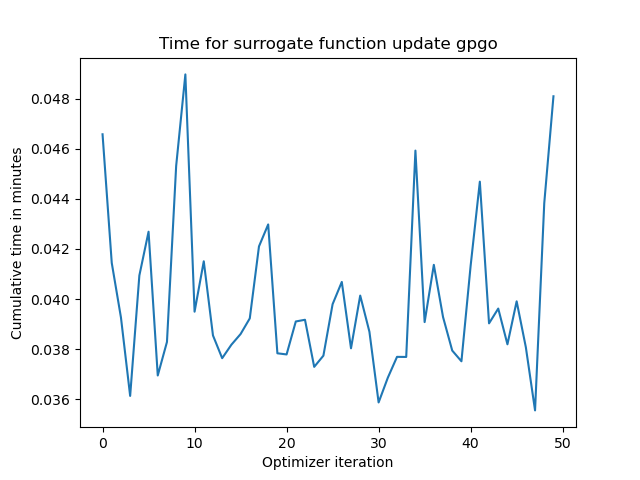 Time for surrogate function update gpgo
Cumulative time in minutes
0.048
0.046
0.044
0.042
0.040
0.038
0.036
0 10 20 30 40 50
Optimizer iteration